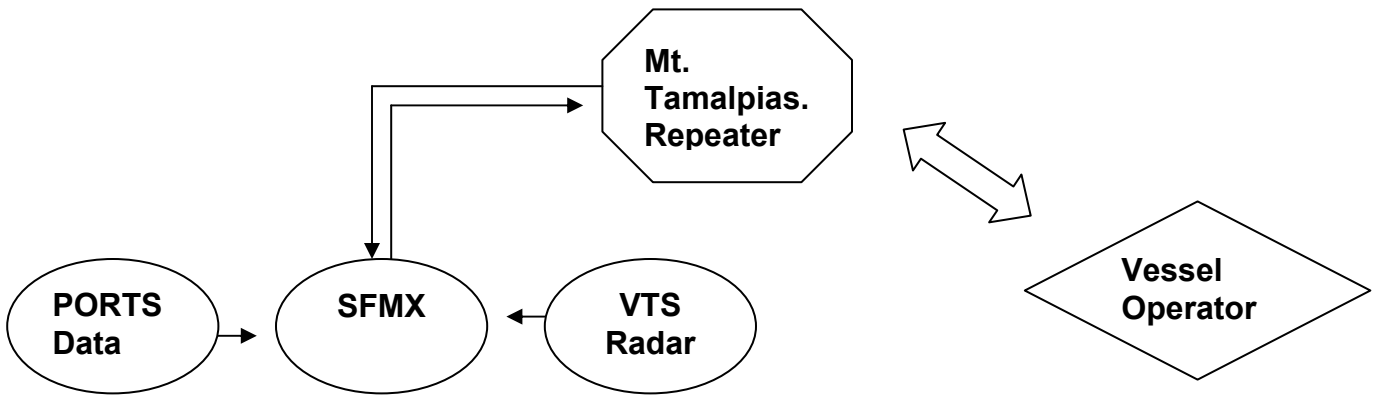 Mt.
Tamalpias.
Repeater
PORTS
Data
SFMX
VTS
Radar
Vessel
Operator